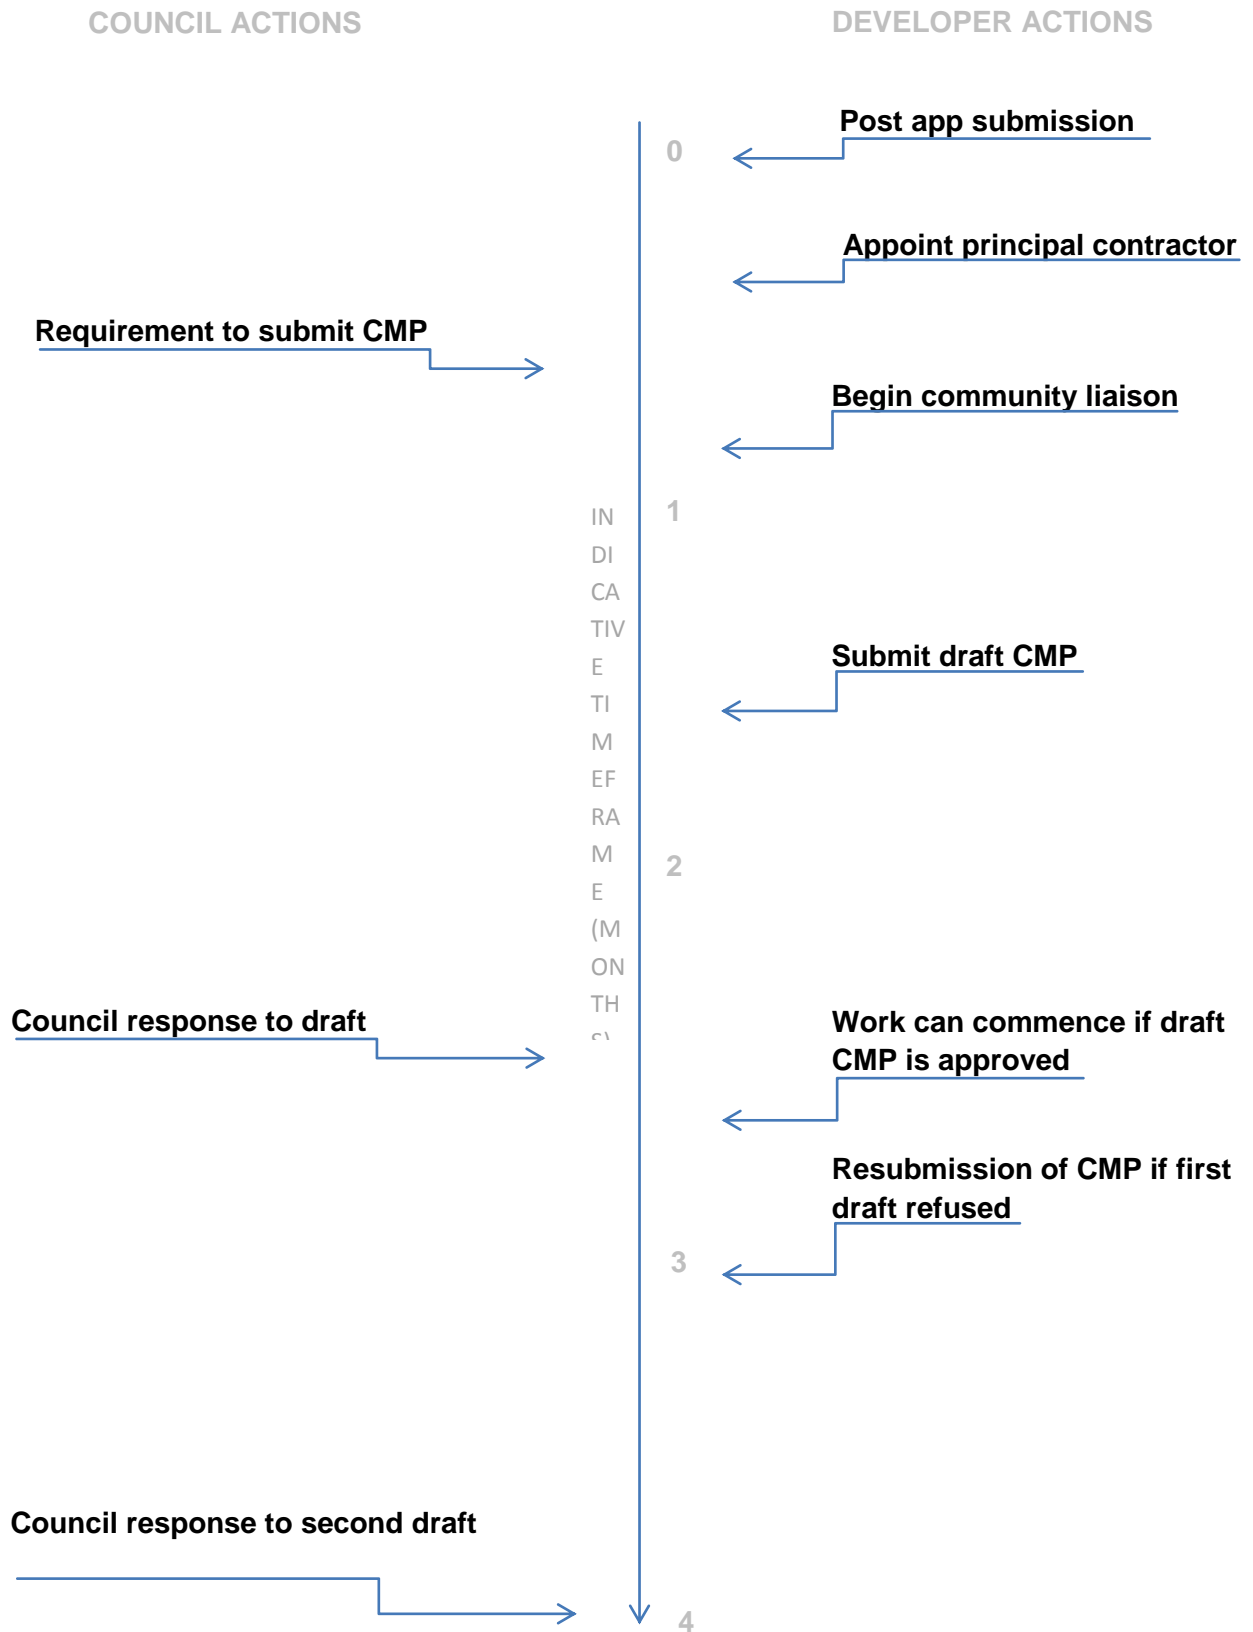 COUNCIL ACTIONS
DEVELOPER ACTIONS
Post app submission
0
Appoint principal contractor
Requirement to submit CMP
Begin community liaison
1
IN
DI
CA
TIV
E
TI
M
EF
RA
M
E
(M
ON
TH
S)
Submit draft CMP
2
Council response to draft
Work can commence if draft
CMP is approved
Resubmission of CMP if first
draft refused
3
Council response to second draft
4